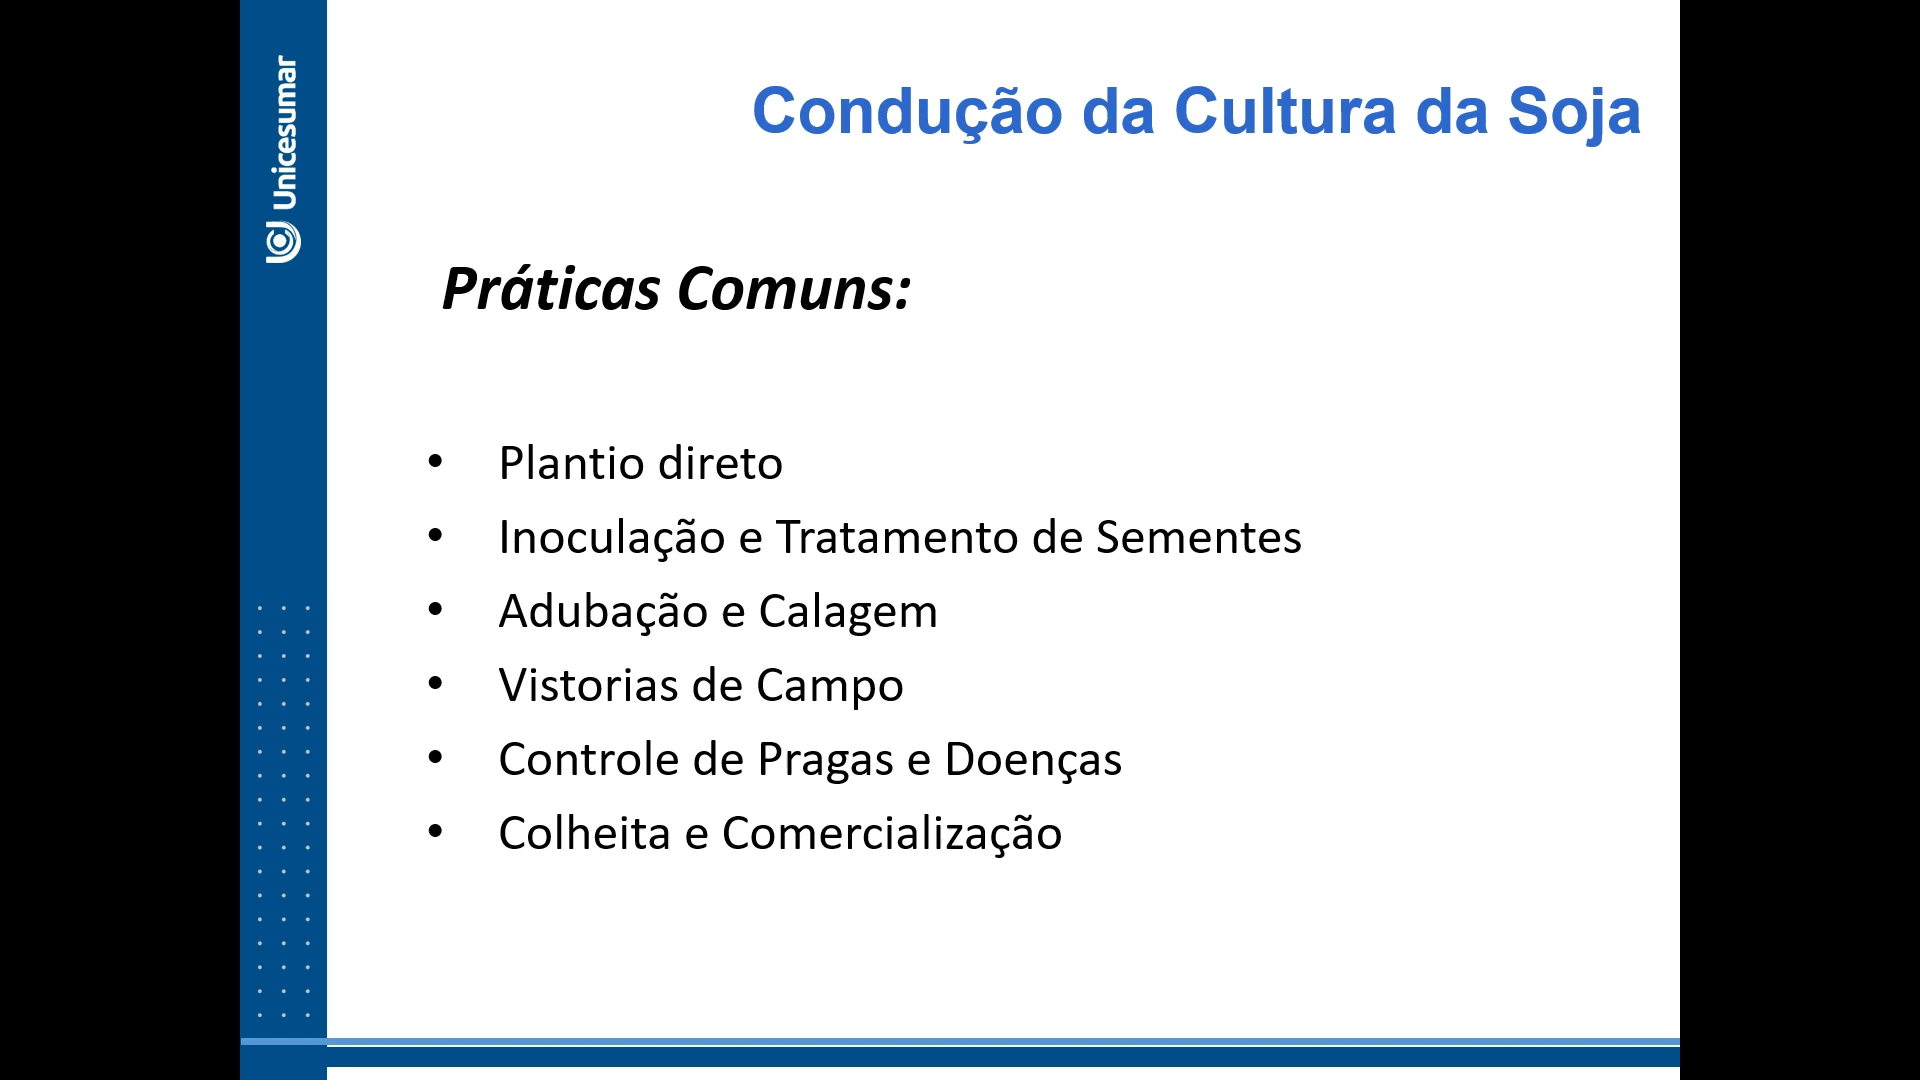 Unicesumar
Condução da Cultura da Soja
Práticas Comuns:
• Plantio direto
• Inoculação e Tratamento de Sementes
• Adubação e Calagem
• Vistorias de Campo
• Controle de Pragas e Doenças
• Colheita e Comercialização